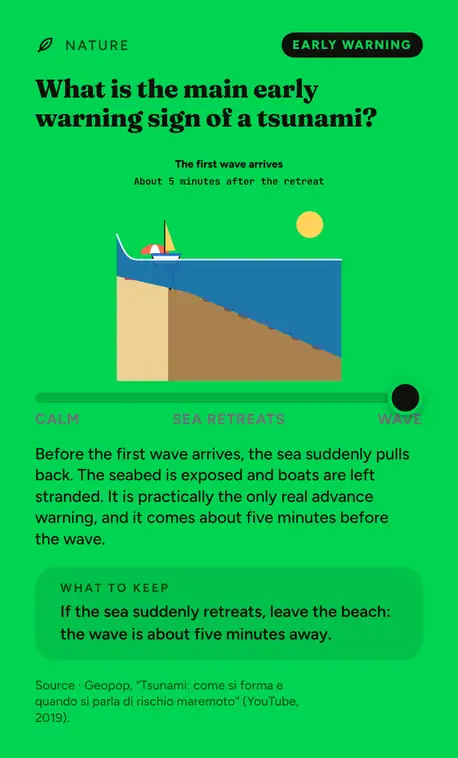 NATURE
EARLY WARNING
What is the main early
warning sign of a tsunami?
The first wave arrives
About 5 minutes after the retreat
CALM
SEA RETREATS
WAVE
Before the first wave arrives, the sea suddenly pulls
back. The seabed is exposed and boats are left
stranded. It is practically the only real advance
warning, and it comes about five minutes before
the wave.
WHAT TO KEEP
If the sea suddenly retreats, leave the beach:
the wave is about five minutes away.
Source · Geopop, “Tsunami: come si forma e
quando si parla di rischio maremoto” (YouTube,
2019).